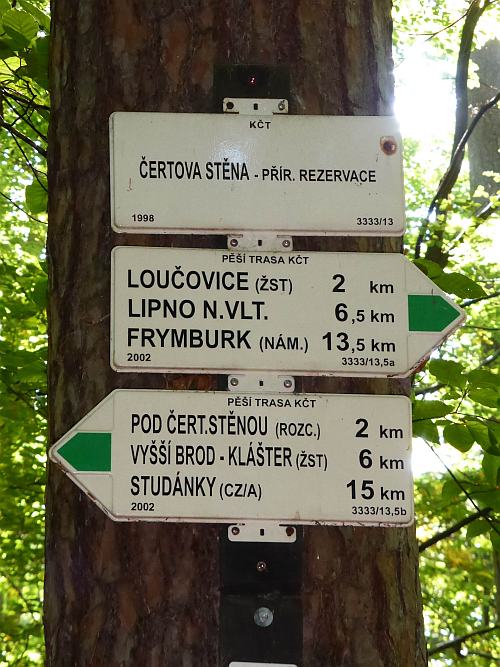 KČT
ČERTOVA STĚNA - PŘÍR. REZERVACE
1998 3333/13
PĚŠÍ TRASA KČT
LOUČOVICE (ŽST) 2 km
LIPNO N.VLT. 6,5 km
FRYMBURK (NÁM.) 13,5 km
2002 3333/13,5a
PĚŠÍ TRASA KČT
POD ČERT.STĚNOU (ROZC.) 2 km
VYŠŠÍ BROD - KLÁŠTER (ŽST) 6 km
STUDÁNKY (CZ/A) 15 km
2002 3333/13,5b